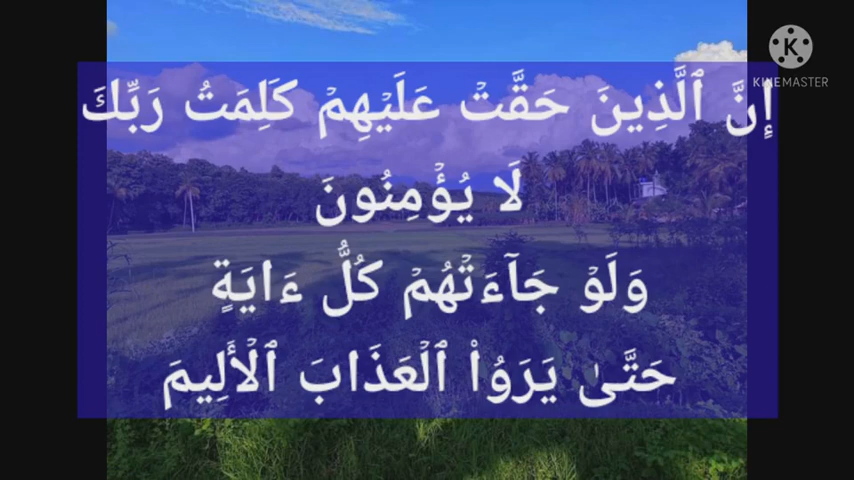 إِنَّ ٱلَّذِينَ حَقَّتْ عَلَيْهِمْ كَلِمَتُ رَبِّكَ
لَا يُؤْمِنُونَ
وَلَوْ جَآءَتْهُمْ كُلُّ ءَايَةٍ
حَتَّىٰ يَرَوُا۟ ٱلْعَذَابَ ٱلْأَلِيمَ
K
KINEMASTER